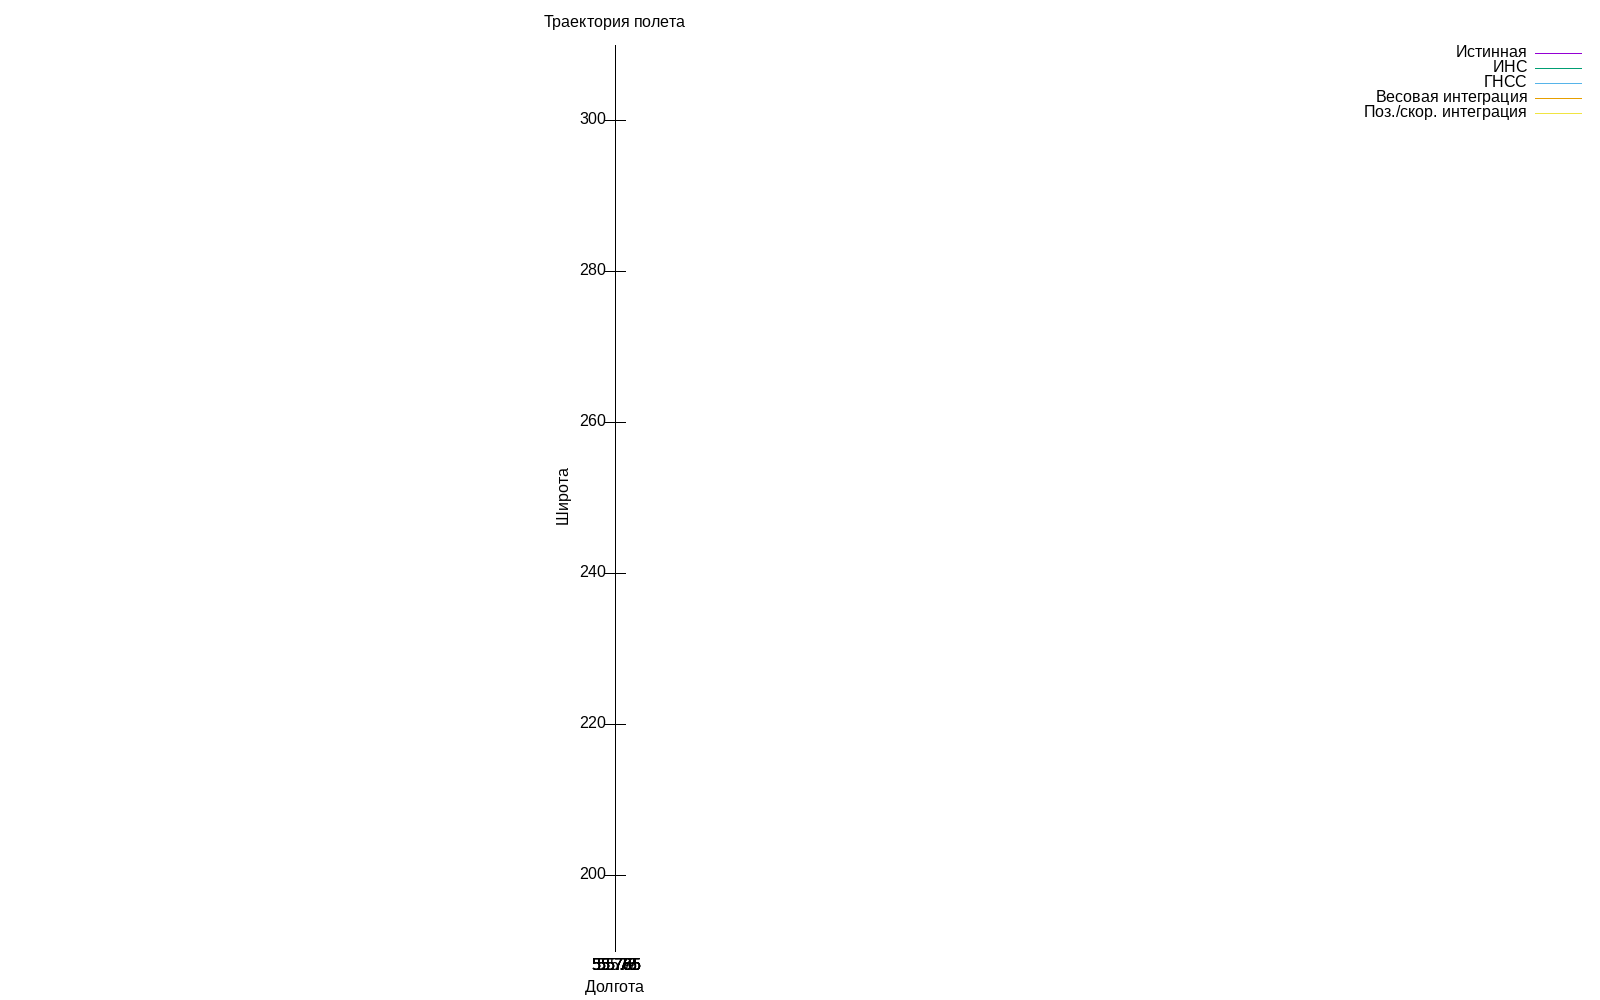 Траектория полета
Истинная
ИНС
ГНСС
Весовая интеграция
Поз./скор. интеграция
300
280
260
Широта
240
220
200
Долгота